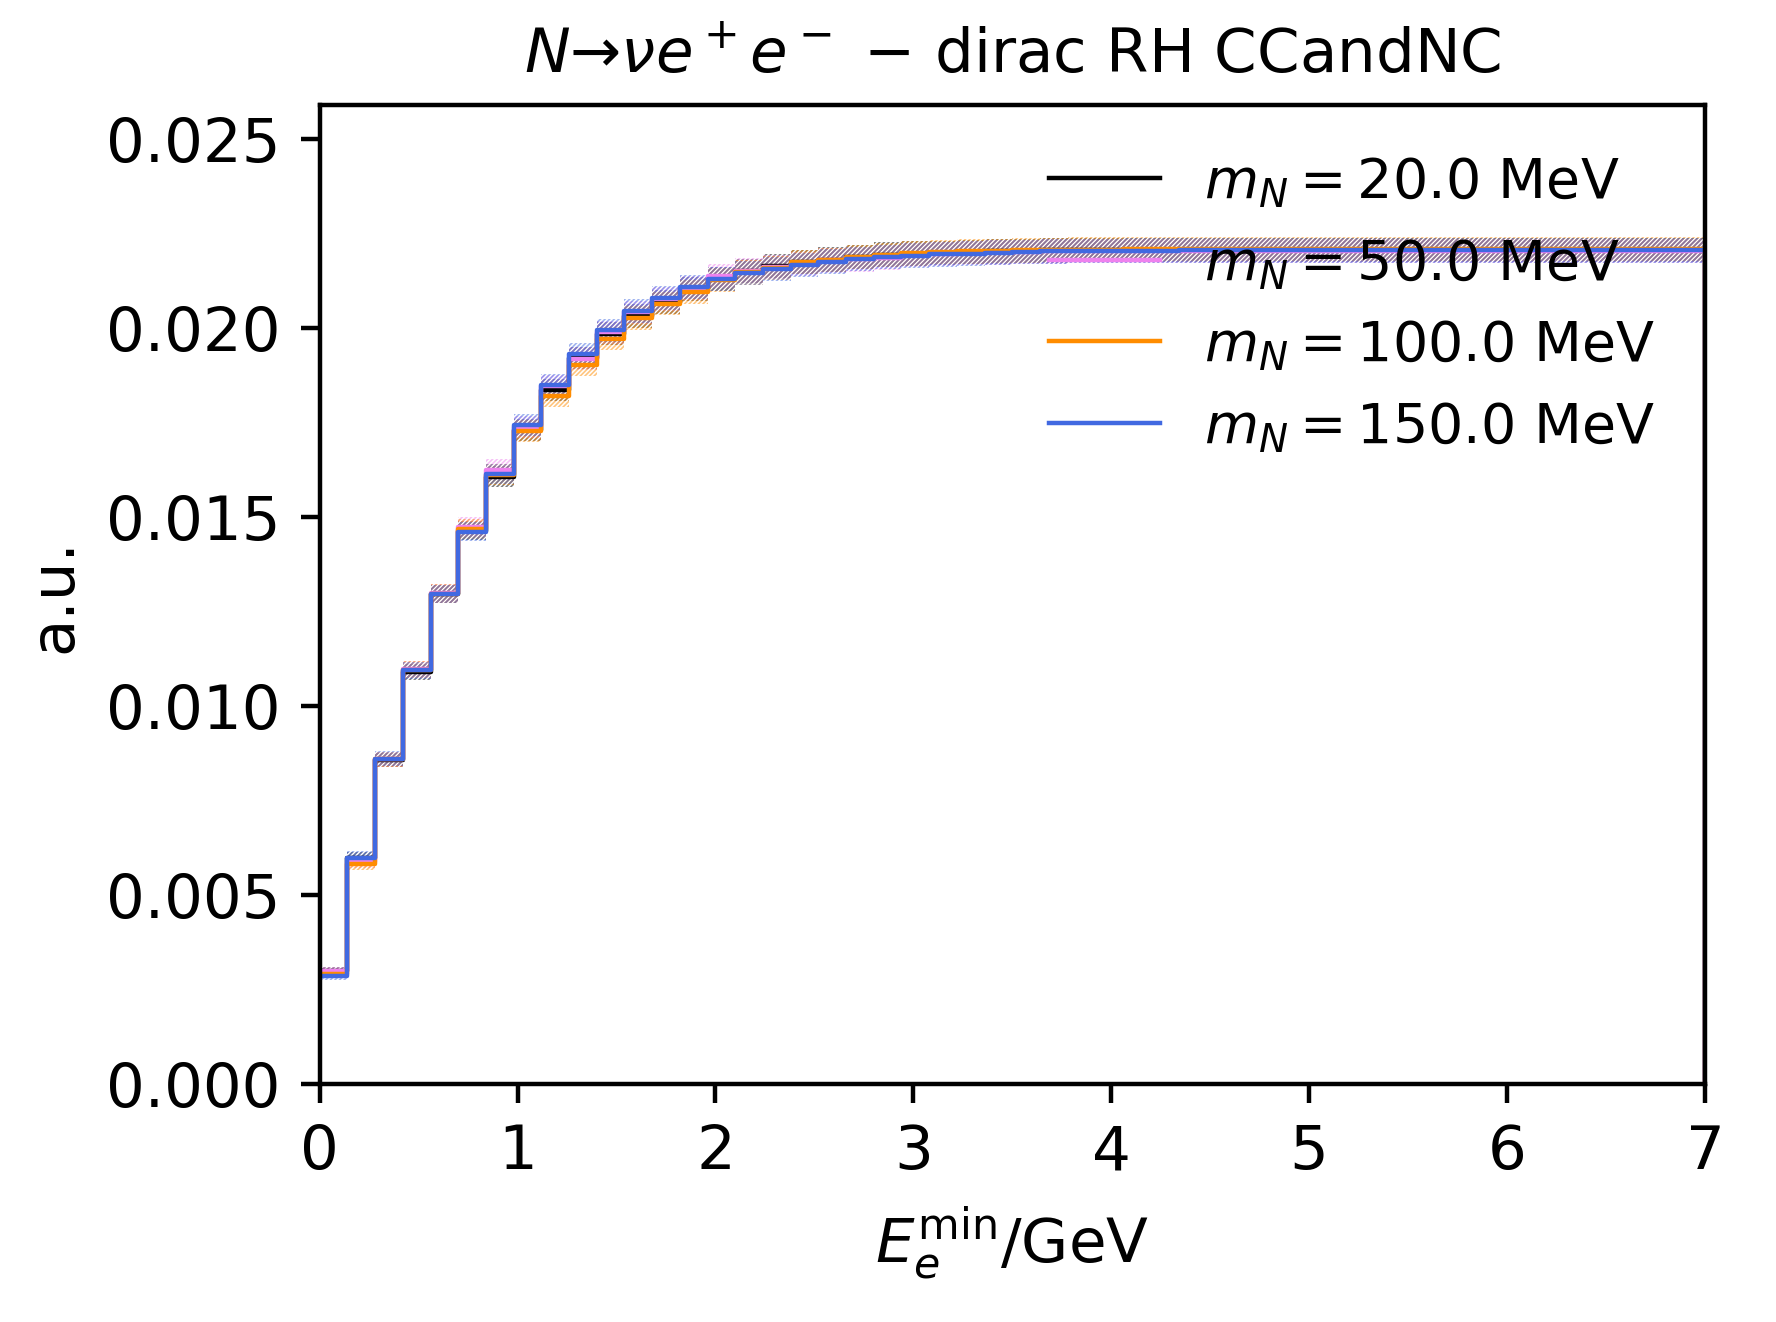 N→νe⁺e⁻ − dirac RH CCandNC
0.025
0.020
0.015
0.010
0.005
0.000
a.u.
m_N = 20.0 MeV
m_N = 50.0 MeV
m_N = 100.0 MeV
m_N = 150.0 MeV
0 1 2 3 4 5 6 7
E_e^min/GeV